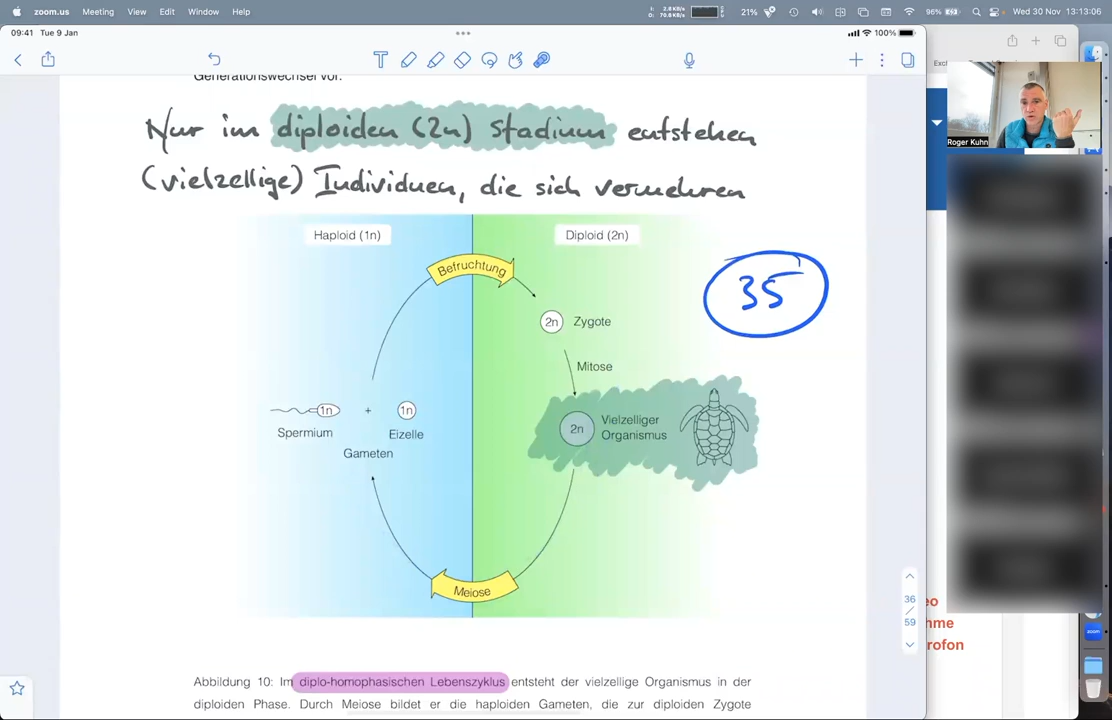 zoom.us Meeting View Edit Window Help
21% 96% Wed 30 Nov 13:13:06
09:41 Tue 9 Jan
100%
Generationswechsel vor.
Nur im diploiden (2n) Stadium entstehen
(vielzellige) Individuen, die sich vermehren
Haploid (1n)
Diploid (2n)
Befruchtung
35
2n Zygote
Mitose
1n + 1n
Spermium Eizelle
Gameten
2n Vielzelliger
Organismus
Meiose
36
/
59
Abbildung 10: Im diplo-homophasischen Lebenszyklus entsteht der vielzellige Organismus in der
diploiden Phase. Durch Meiose bildet er die haploiden Gameten, die zur diploiden Zygote
Roger Kuhn
eo
hme
rofon
zoom